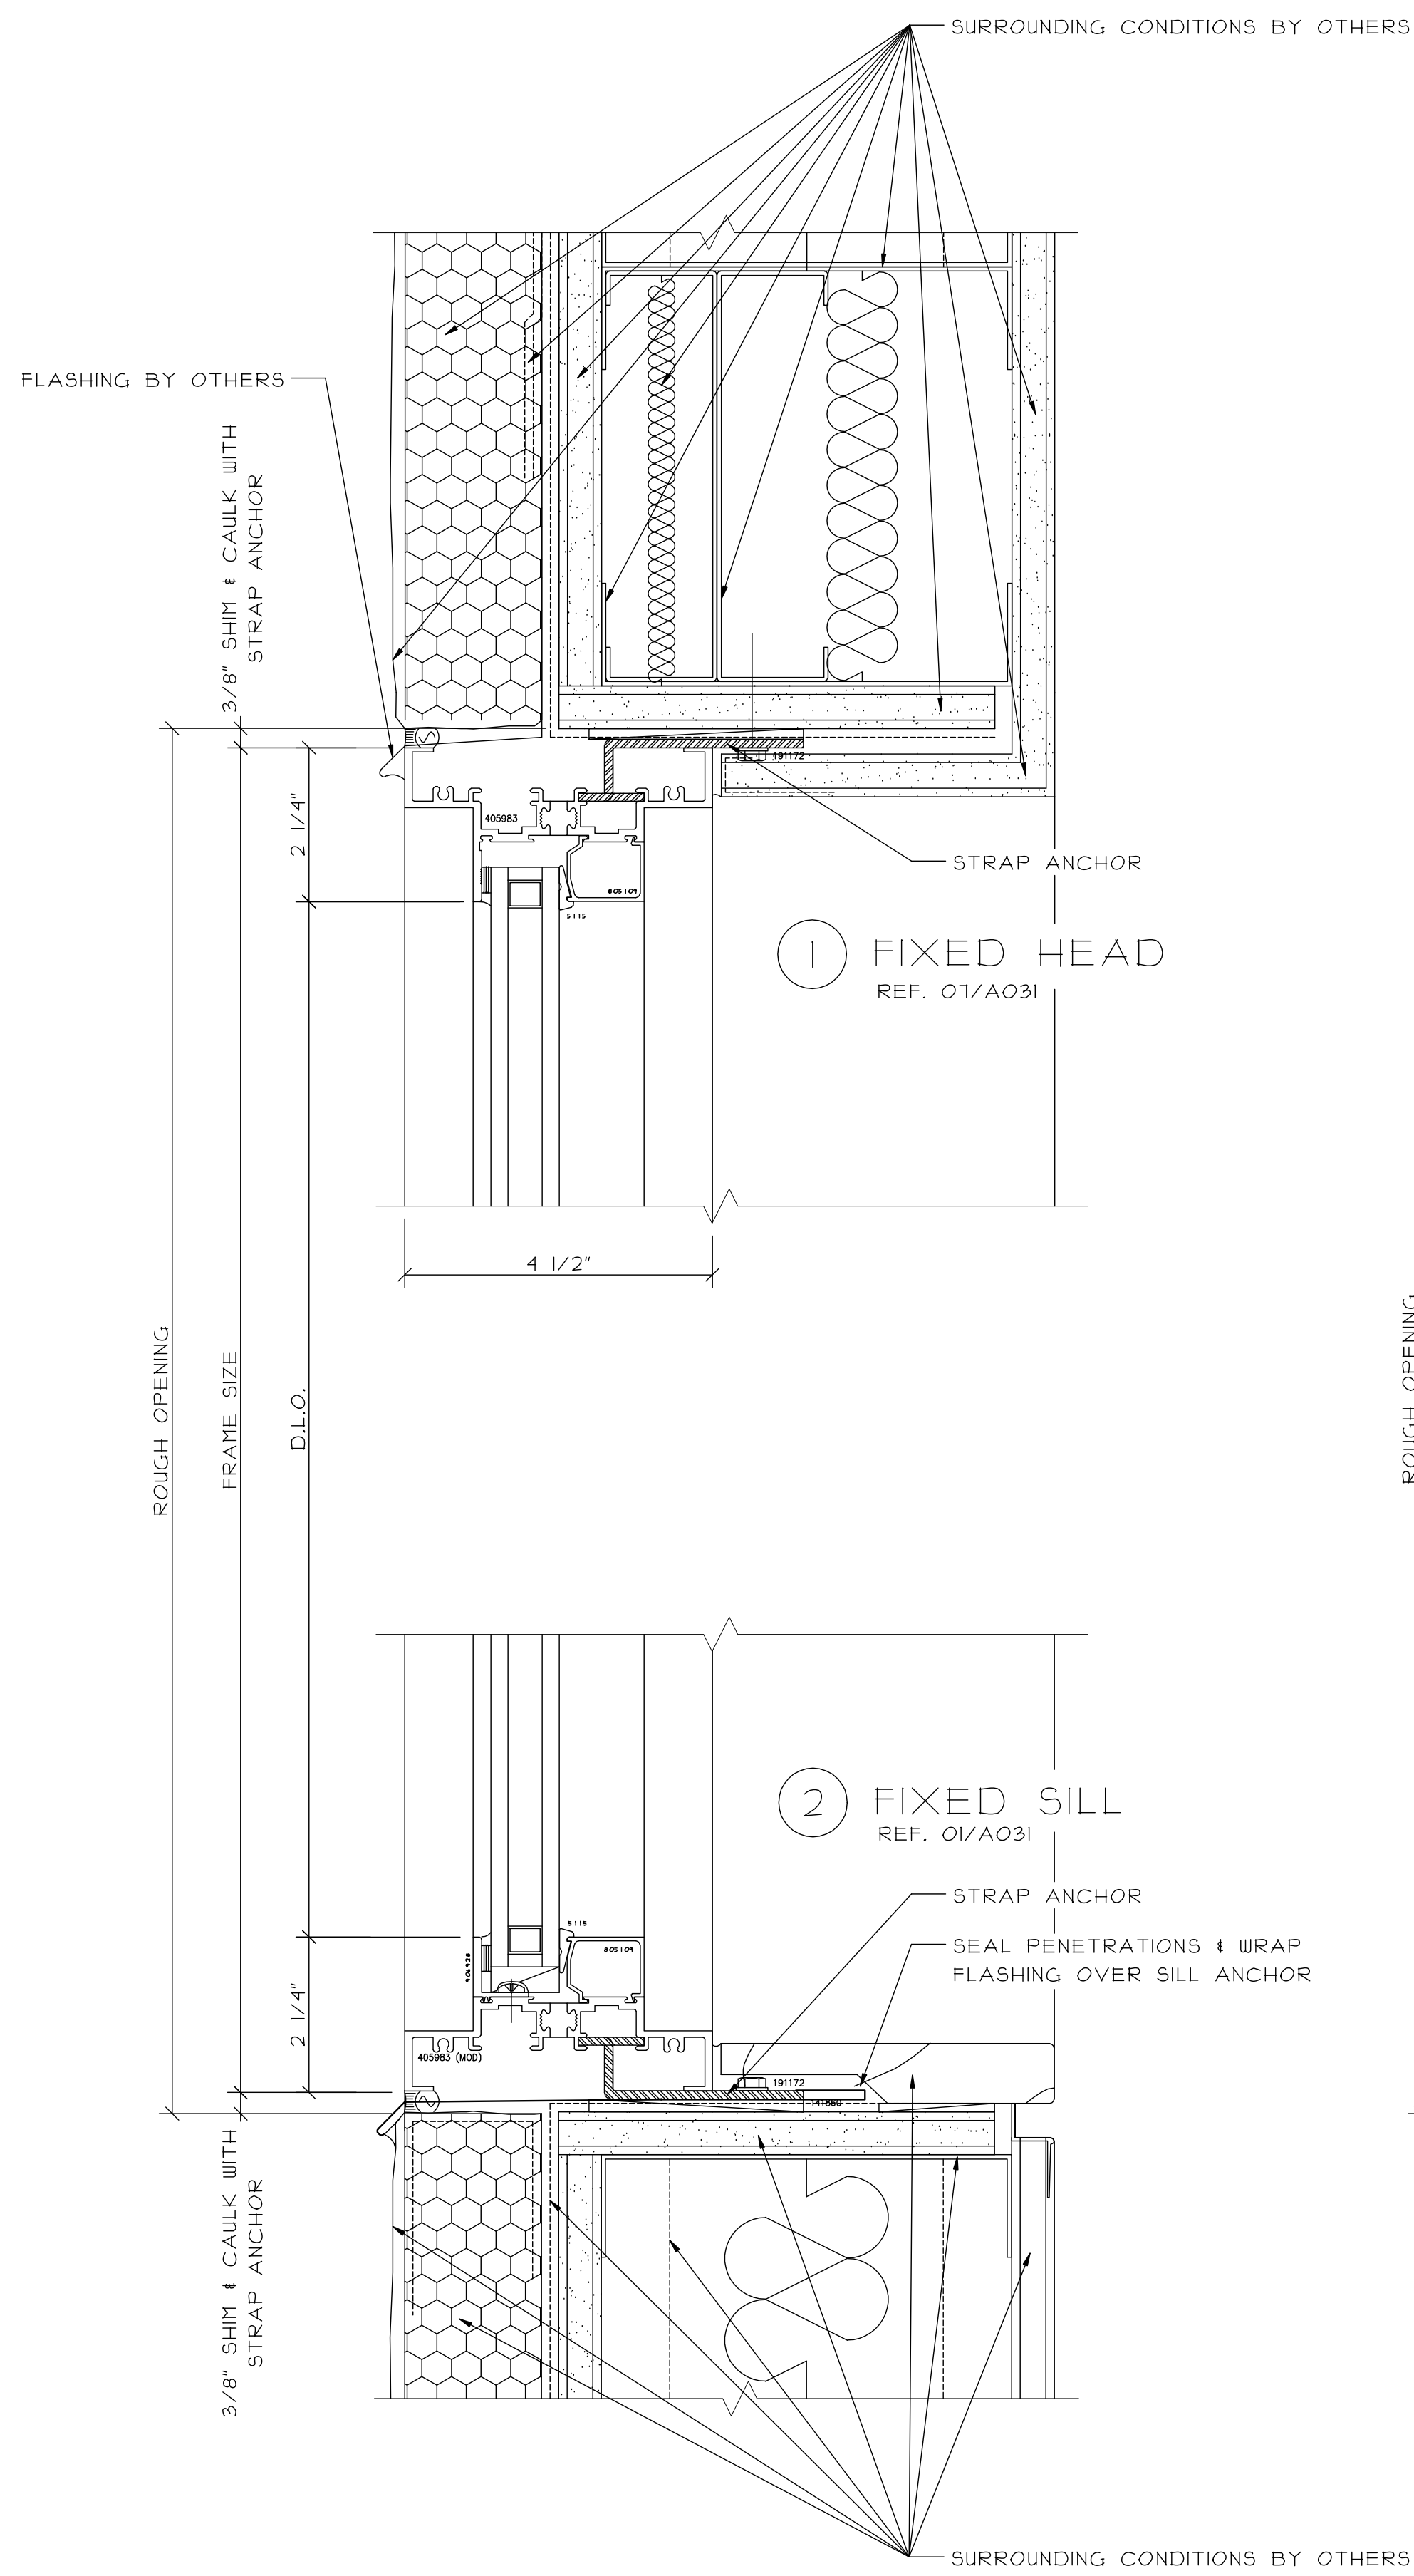 SURROUNDING CONDITIONS BY OTHERS
FLASHING BY OTHERS
3/8" SHIM & CAULK WITH
STRAP ANCHOR
191172
2 1/4"
405983
805109
5115
STRAP ANCHOR
1 FIXED HEAD
REF. 07/A031
4 1/2"
ROUGH OPENING
FRAME SIZE
D.L.O.
ROUGH OPENING
2 FIXED SILL
REF. 01/A031
STRAP ANCHOR
SEAL PENETRATIONS & WRAP
FLASHING OVER SILL ANCHOR
5115
805109
906928
2 1/4"
405983 (MOD)
191172
141860
3/8" SHIM & CAULK WITH
STRAP ANCHOR
SURROUNDING CONDITIONS BY OTHERS